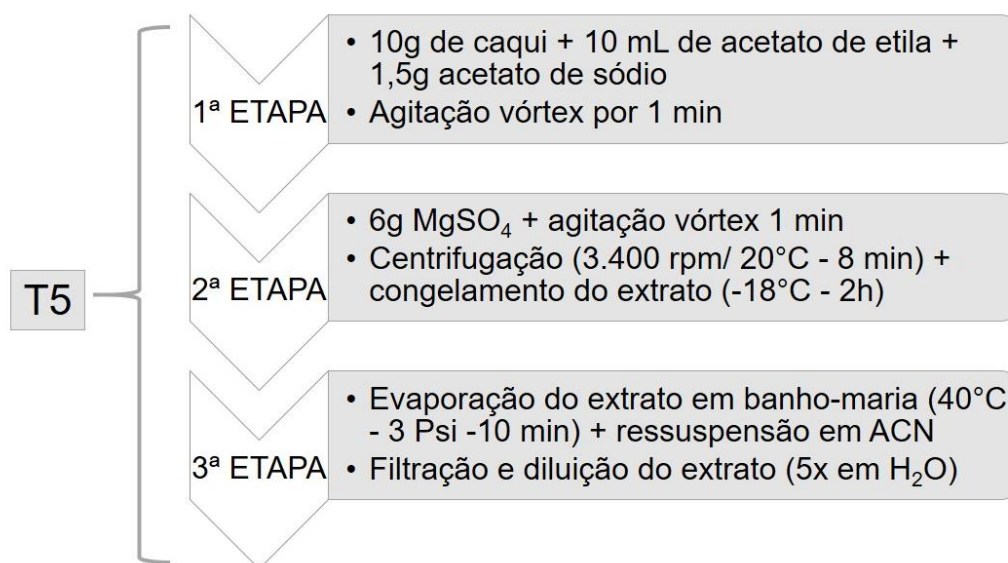 T5
1ª ETAPA
• 10g de caqui + 10 mL de acetato de etila +
1,5g acetato de sódio
• Agitação vórtex por 1 min
2ª ETAPA
• 6g MgSO₄ + agitação vórtex 1 min
• Centrifugação (3.400 rpm/ 20°C - 8 min) +
congelamento do extrato (-18°C - 2h)
3ª ETAPA
• Evaporação do extrato em banho-maria (40°C
- 3 Psi -10 min) + ressuspensão em ACN
• Filtração e diluição do extrato (5x em H₂O)